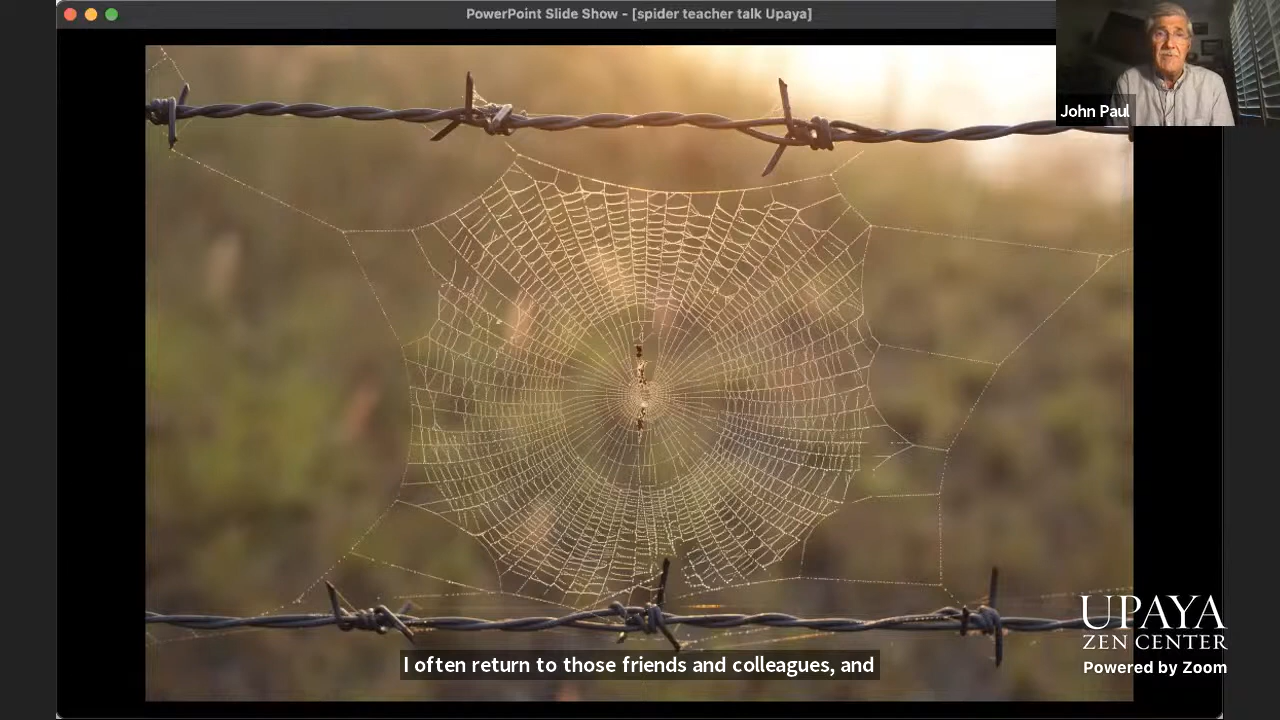 PowerPoint Slide Show - [spider teacher talk Upaya]
John Paul
UPAYA
ZEN CENTER
Powered by Zoom
I often return to those friends and colleagues, and